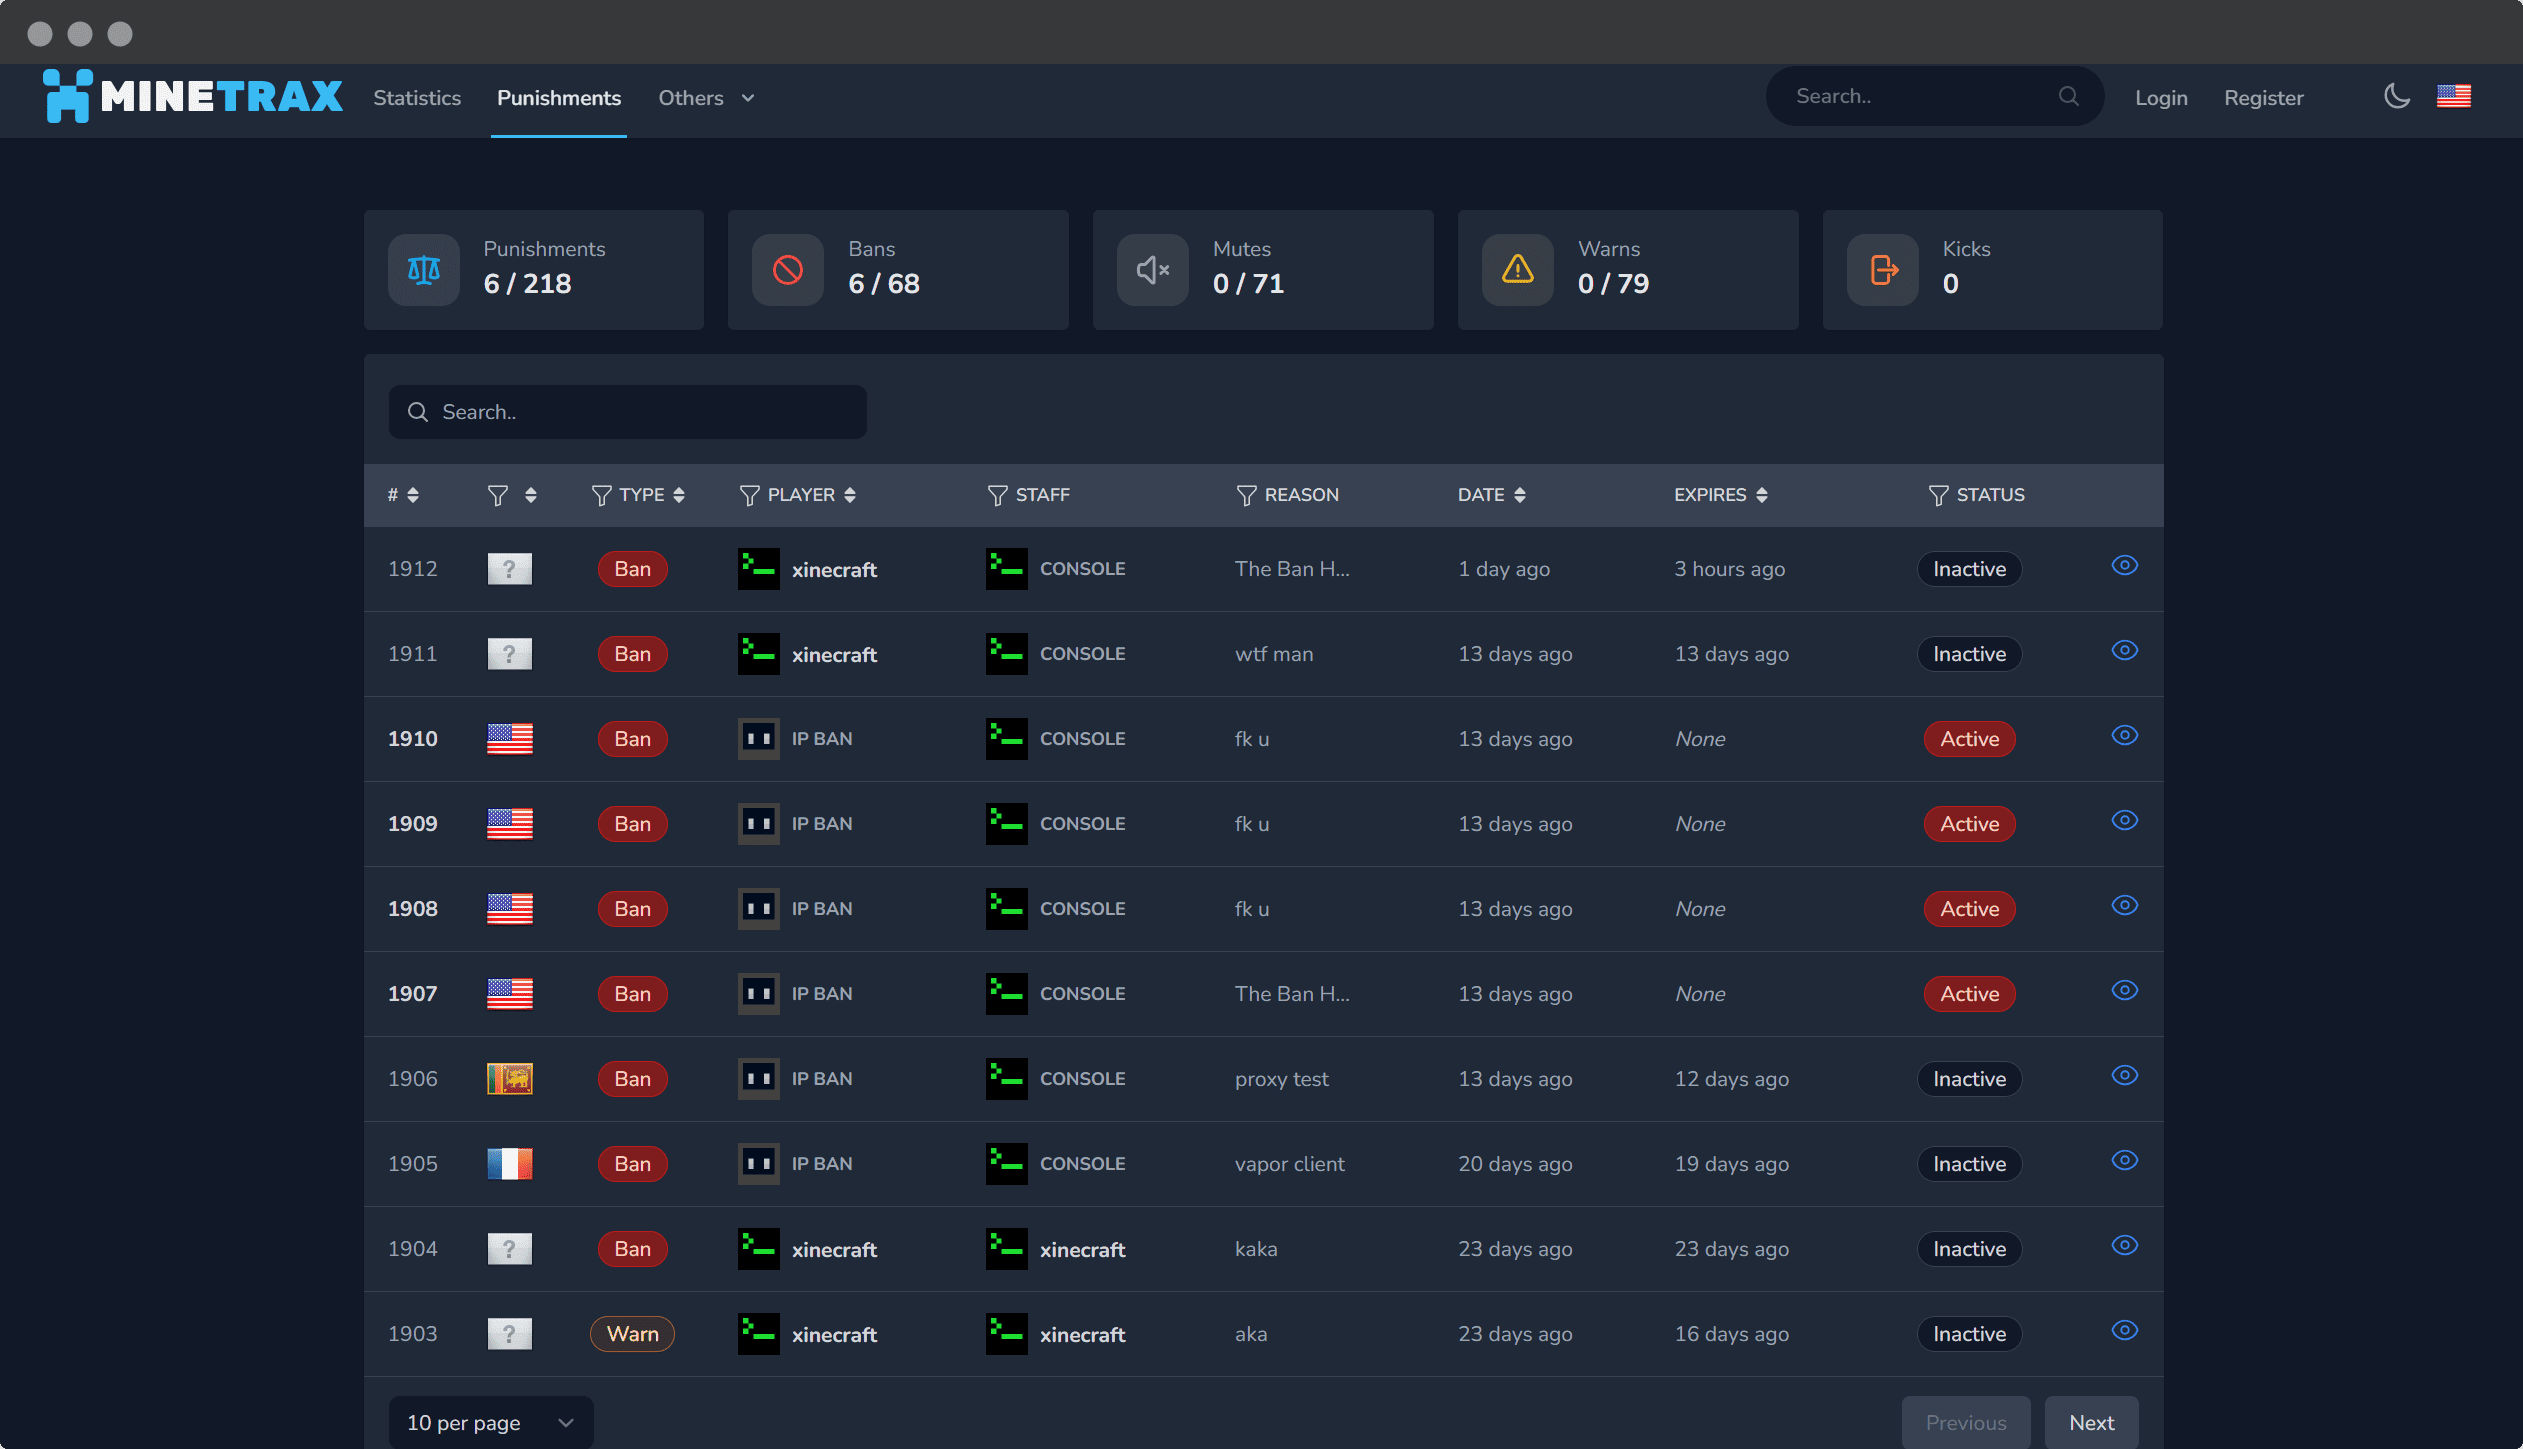 MINETRAX Statistics Punishments Others Search.. Login Register
Punishments
6 / 218
Bans
6 / 68
Mutes
0 / 71
Warns
0 / 79
Kicks
0
Search..
# TYPE PLAYER STAFF REASON DATE EXPIRES STATUS
1912 ? Ban xinecraft CONSOLE The Ban H... 1 day ago 3 hours ago Inactive
1911 ? Ban xinecraft CONSOLE wtf man 13 days ago 13 days ago Inactive
1910 Ban IP BAN CONSOLE fk u 13 days ago None Active
1909 Ban IP BAN CONSOLE fk u 13 days ago None Active
1908 Ban IP BAN CONSOLE fk u 13 days ago None Active
1907 Ban IP BAN CONSOLE The Ban H... 13 days ago None Active
1906 Ban IP BAN CONSOLE proxy test 13 days ago 12 days ago Inactive
1905 Ban IP BAN CONSOLE vapor client 20 days ago 19 days ago Inactive
1904 ? Ban xinecraft xinecraft kaka 23 days ago 23 days ago Inactive
1903 ? Warn xinecraft xinecraft aka 23 days ago 16 days ago Inactive
10 per page Previous Next